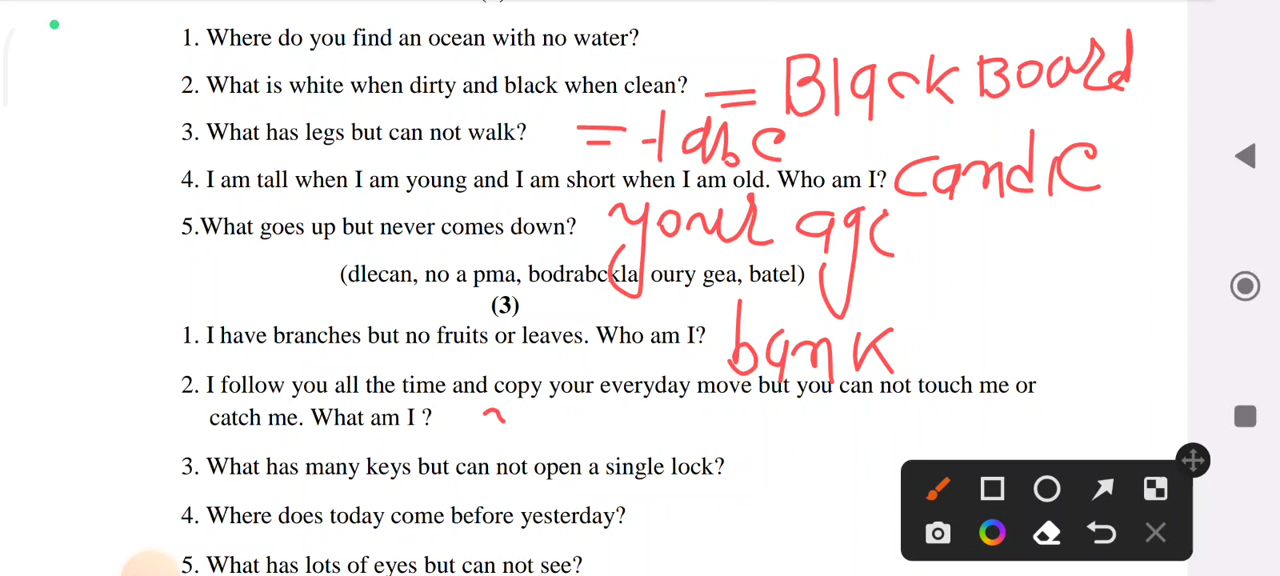 1. Where do you find an ocean with no water?
2. What is white when dirty and black when clean? = BlackBoard
3. What has legs but can not walk? =
4. I am tall when I am young and I am short when I am old. Who am I?
5.What goes up but never comes down? your age
(dlecan, no a pma, bodrabckla, oury gea, batel)
(3)
1. I have branches but no fruits or leaves. Who am I? bank
2. I follow you all the time and copy your everyday move but you can not touch me or
catch me. What am I ?
3. What has many keys but can not open a single lock?
4. Where does today come before yesterday?
5. What has lots of eyes but can not see?